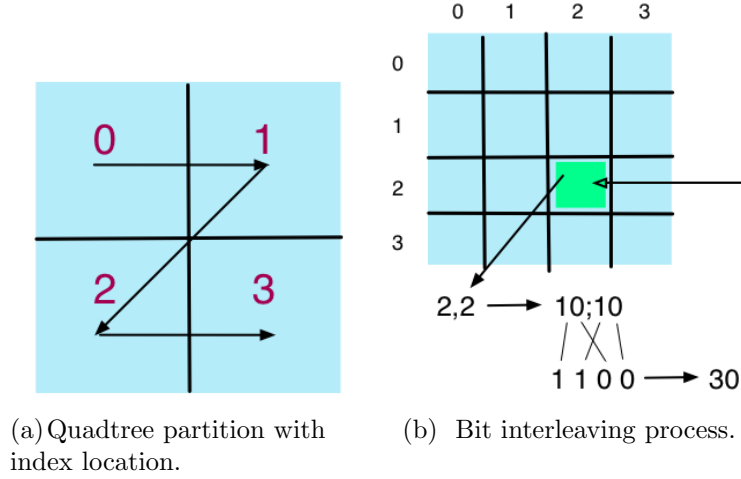 0 1
2 3
(a) Quadtree partition with
index location.
0 1 2 3
0
1
2
3
2,2 10;10
1 1 0 0 30
(b) Bit interleaving process.